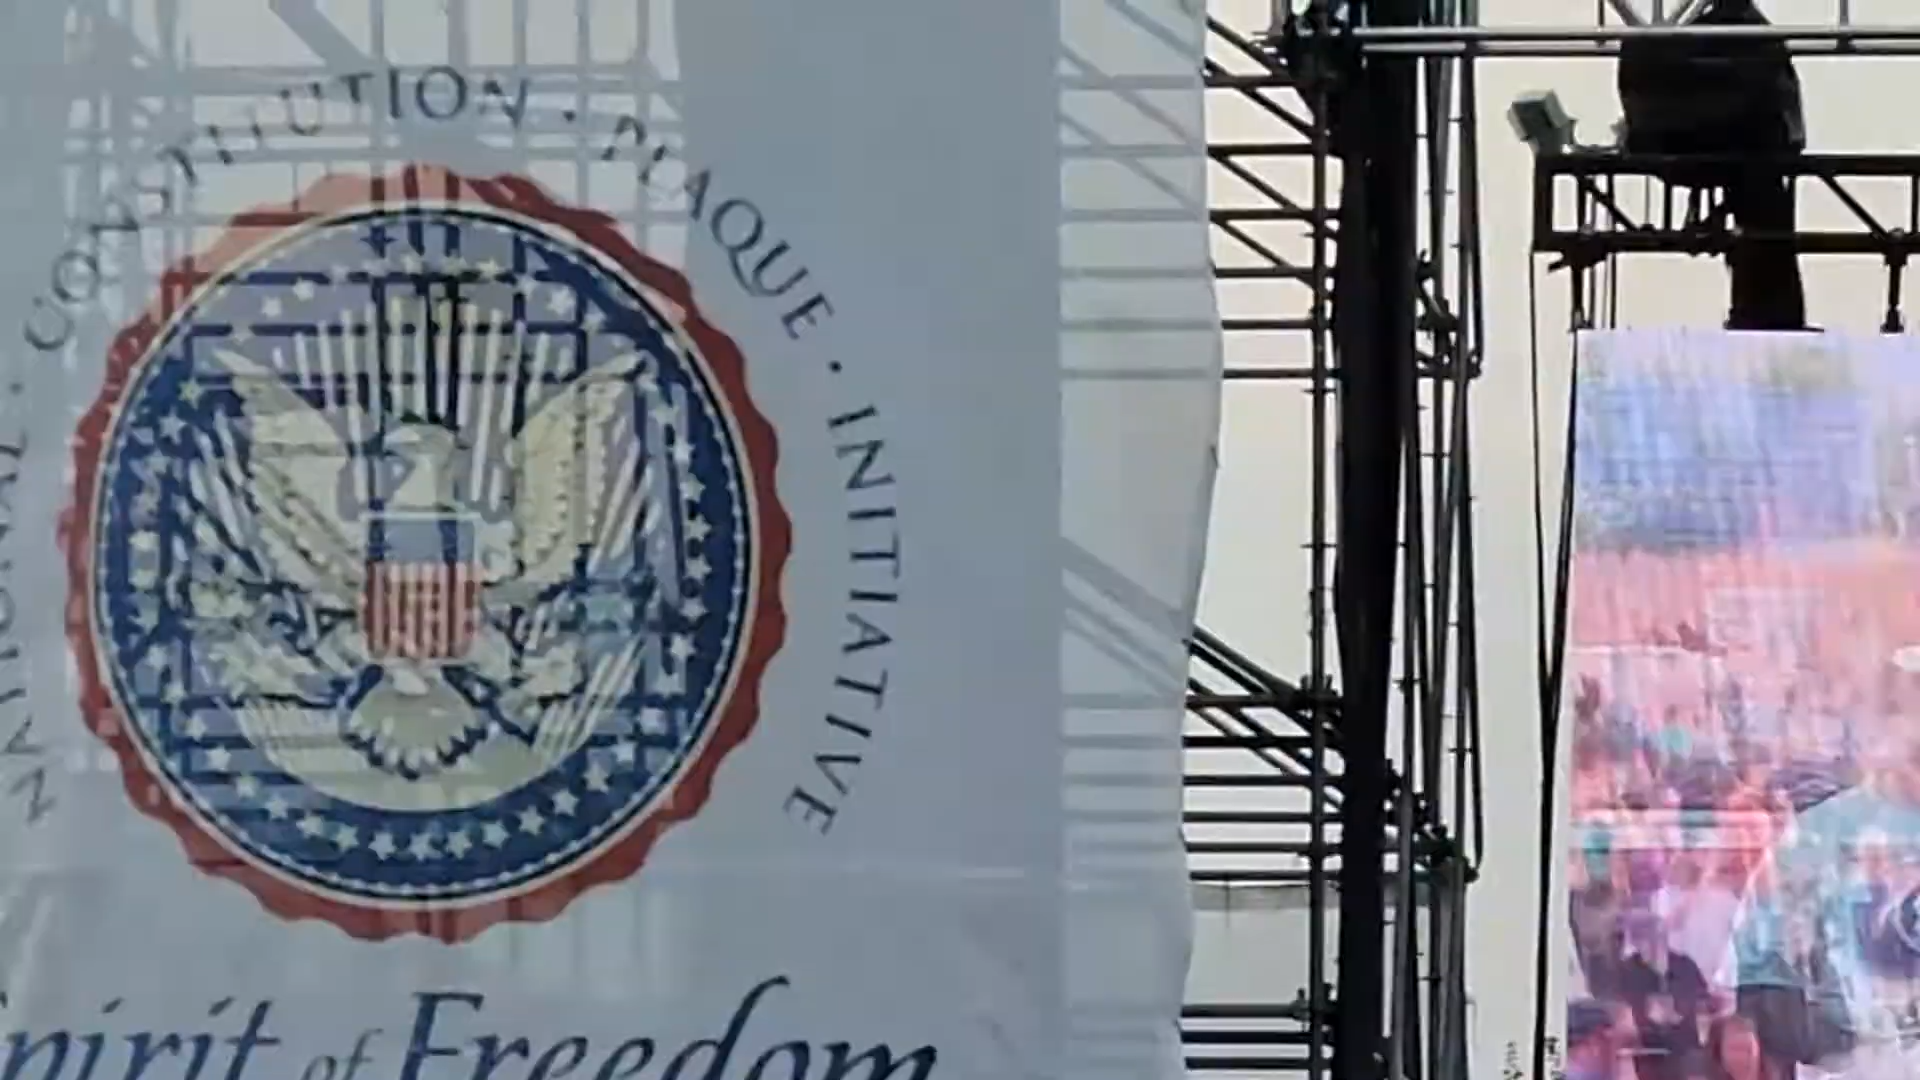 NATIONAL · CONSTITUTION · PLAQUE · INITIATIVE
Spirit of Freedom